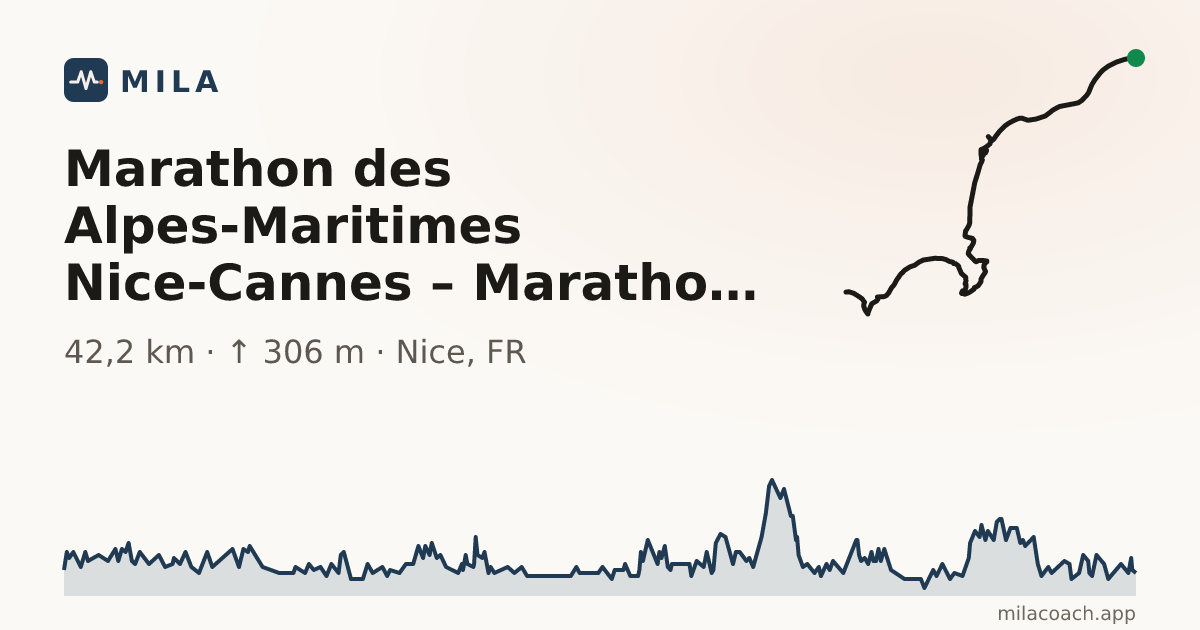 MILA
Marathon des
Alpes-Maritimes
Nice-Cannes – Maratho…
42,2 km · ↑ 306 m · Nice, FR
milacoach.app